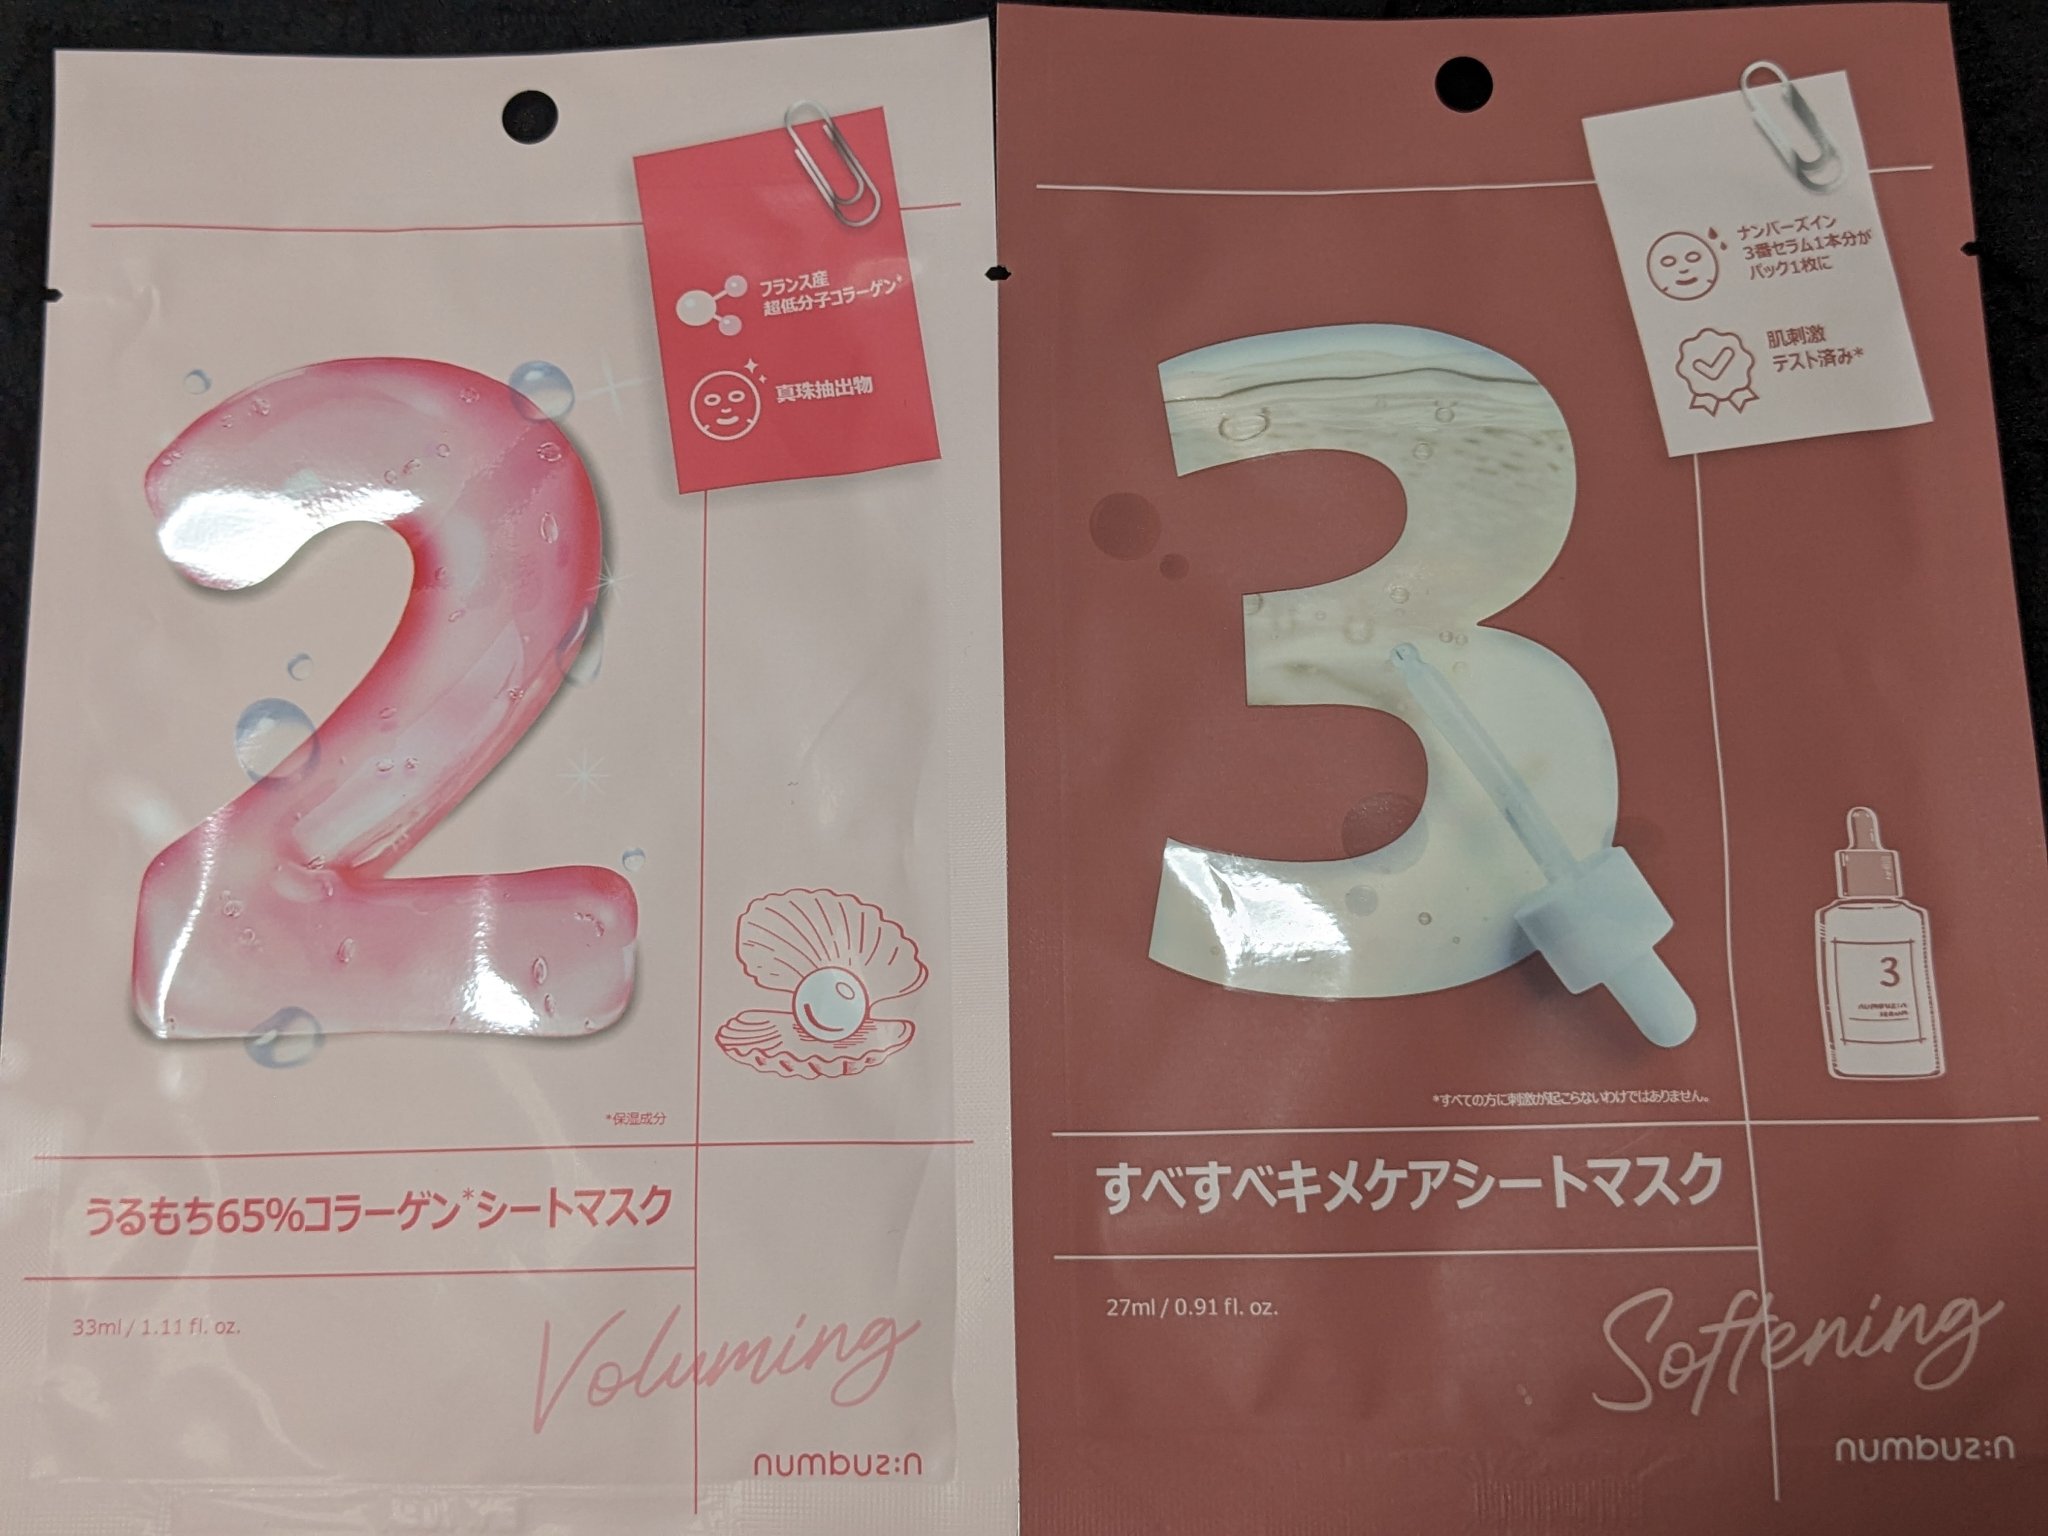 フランス産
超低分子コラーゲン*
真珠抽出物
2
*保湿成分
うるもち65%コラーゲン*シートマスク
33ml / 1.11 fl. oz.
Voluming
numbuz:n
ナンバーズイン
3番セラム1本分が
パック1枚に
肌刺激
テスト済み*
3
3
numbuz:n
SERUM
*すべての方に刺激が起こらないわけではありません。
すべすべキメケアシートマスク
27ml / 0.91 fl. oz.
Softening
numbuz:n